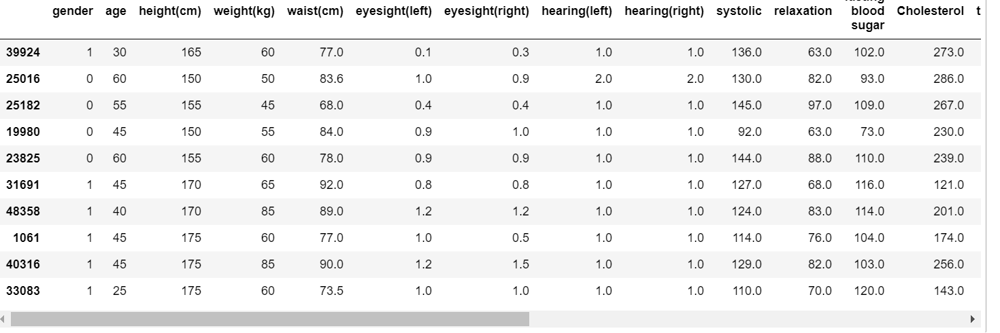 gender age height(cm) weight(kg) waist(cm) eyesight(left) eyesight(right) hearing(left) hearing(right) systolic relaxation blood sugar Cholesterol t
39924 1 30 165 60 77.0 0.1 0.3 1.0 1.0 136.0 63.0 102.0 273.0
25016 0 60 150 50 83.6 1.0 0.9 2.0 2.0 130.0 82.0 93.0 286.0
25182 0 55 155 45 68.0 0.4 0.4 1.0 1.0 145.0 97.0 109.0 267.0
19980 0 45 150 55 84.0 0.9 1.0 1.0 1.0 92.0 63.0 73.0 230.0
23825 0 60 155 60 78.0 0.9 0.9 1.0 1.0 144.0 88.0 110.0 239.0
31691 1 45 170 65 92.0 0.8 0.8 1.0 1.0 127.0 68.0 116.0 121.0
48358 1 40 170 85 89.0 1.2 1.2 1.0 1.0 124.0 83.0 114.0 201.0
1061 1 45 175 60 77.0 1.0 0.5 1.0 1.0 114.0 76.0 104.0 174.0
40316 1 45 175 85 90.0 1.2 1.5 1.0 1.0 129.0 82.0 103.0 256.0
33083 1 25 175 60 73.5 1.0 1.0 1.0 1.0 110.0 70.0 120.0 143.0